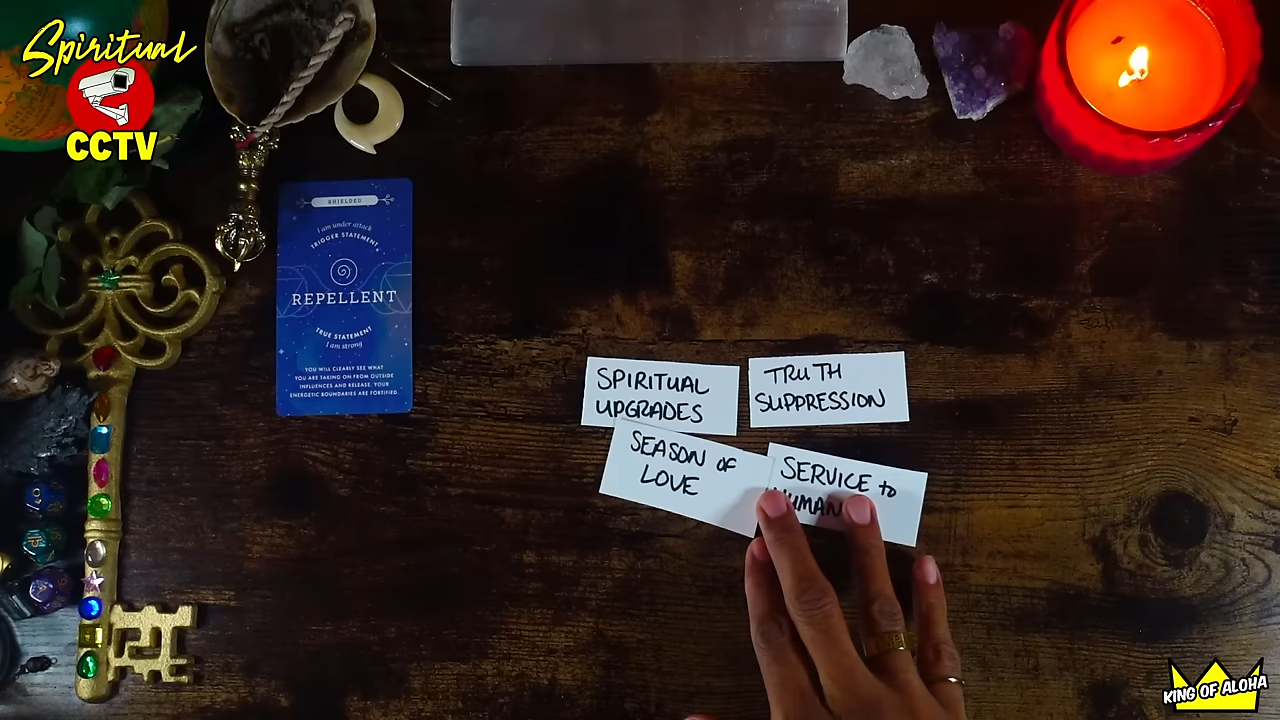 Spiritual
CCTV
SHIELDED
I am under attack
TRIGGER STATEMENT
REPELLENT
TRUE STATEMENT
I am strong
YOU WILL CLEARLY SEE WHAT
YOU ARE TAKING ON FROM OUTSIDE
INFLUENCES AND RELEASE. YOUR
ENERGETIC BOUNDARIES ARE FORTIFIED.
SPIRITUAL
UPGRADES
TRUTH
SUPPRESSION
SEASON OF
LOVE
SERVICE to
KING OF ALOHA